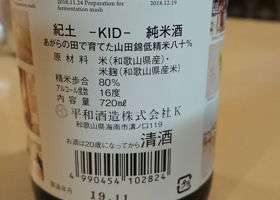 2018.11.24 Preparation for
fermentation mash
2018.12.19
紀土 -KID- 純米酒
あがらの田で育てた山田錦低精米八十%
原材料 米(和歌山県産)・
米麹(和歌山県産米)
精米歩合 80%
アルコール度数 16度
内容量 720ml
平和酒造株式会社K
和歌山県海南市溝ノ口119
お酒は20歳になってから 清酒
4 990454 102824
製造年月 19.11